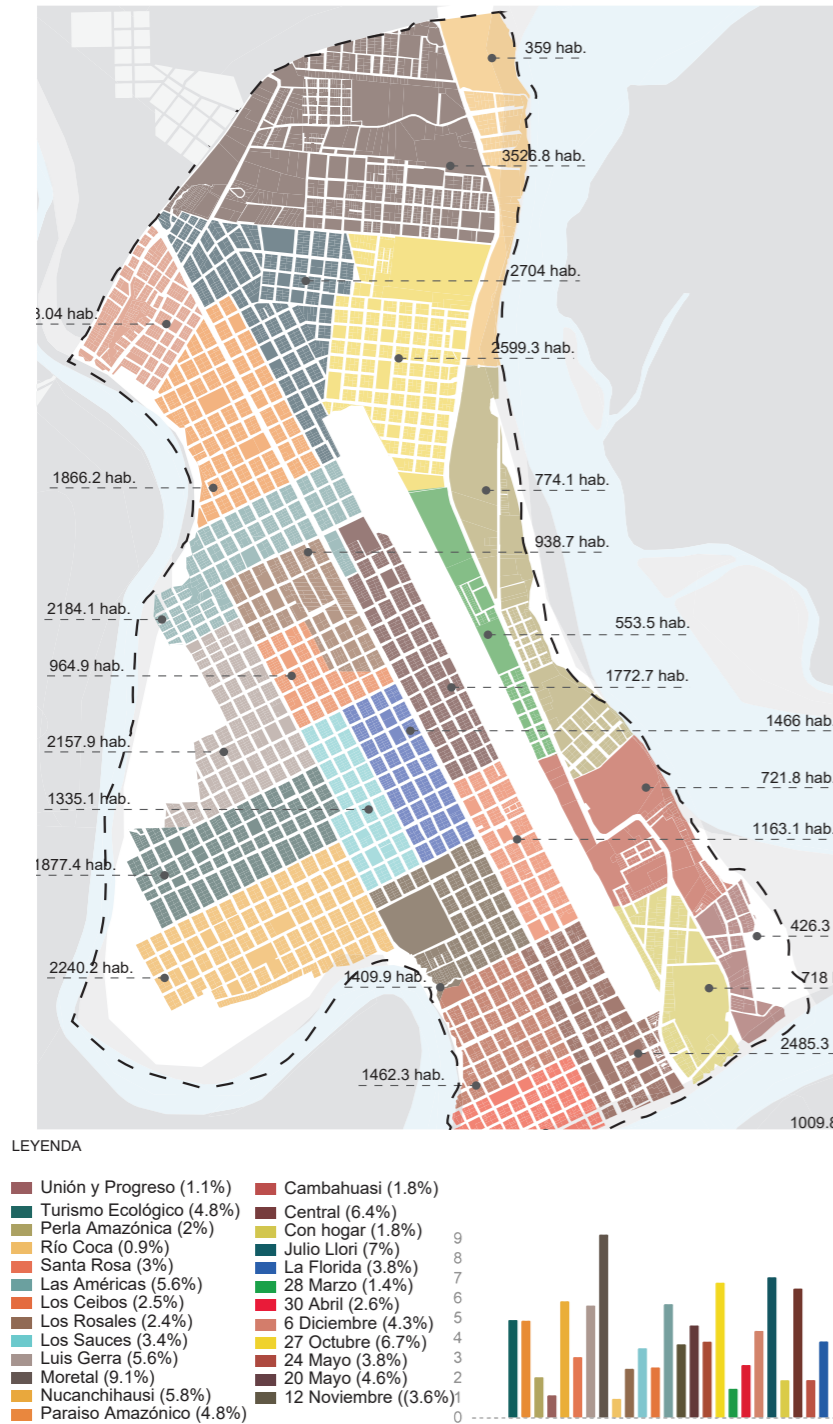 359 hab.
3526.8 hab.
2704 hab.
3.04 hab.
2599.3 hab.
1866.2 hab.
774.1 hab.
938.7 hab.
2184.1 hab.
553.5 hab.
964.9 hab.
1772.7 hab.
1466 hab.
2157.9 hab.
721.8 hab.
1335.1 hab.
1163.1 hab.
1877.4 hab.
426.3
2240.2 hab.
1409.9 hab.
718
2485.3
1462.3 hab.
1009.8
LEYENDA
Unión y Progreso (1.1%)
Turismo Ecológico (4.8%)
Perla Amazónica (2%)
Río Coca (0.9%)
Santa Rosa (3%)
Las Américas (5.6%)
Los Ceibos (2.5%)
Los Rosales (2.4%)
Los Sauces (3.4%)
Luis Gerra (5.6%)
Moretal (9.1%)
Nucanchihausi (5.8%)
Paraiso Amazónico (4.8%)
Cambahuasi (1.8%)
Central (6.4%)
Con hogar (1.8%)
Julio Llori (7%)
La Florida (3.8%)
28 Marzo (1.4%)
30 Abril (2.6%)
6 Diciembre (4.3%)
27 Octubre (6.7%)
24 Mayo (3.8%)
20 Mayo (4.6%)
12 Noviembre ((3.6%)
9
8
7
6
5
4
3
2
1
0